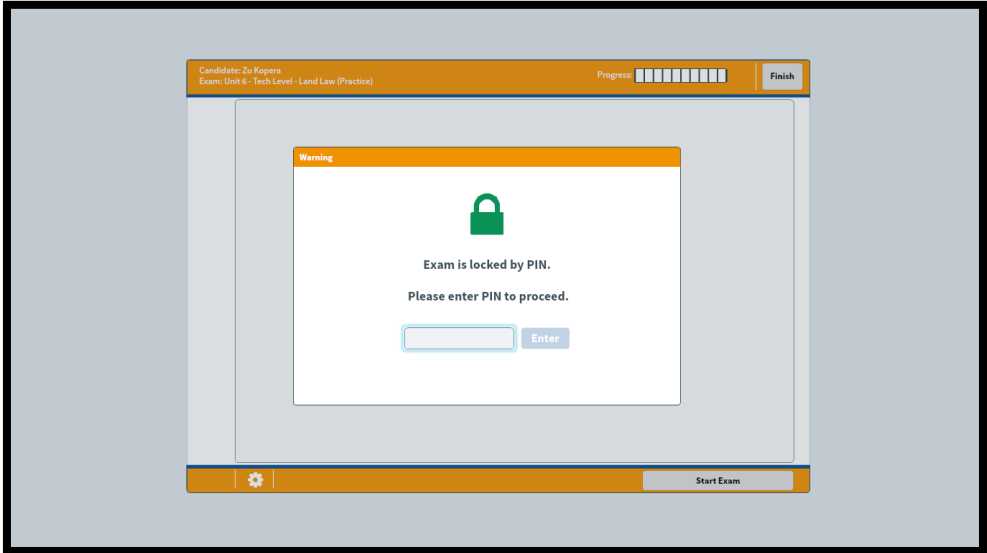 Candidate: Zu Kopera
Exam: Unit 6 - Tech Level - Land Law (Practice)
Progress:
Finish
Warning
Exam is locked by PIN.
Please enter PIN to proceed.
Enter
Start Exam